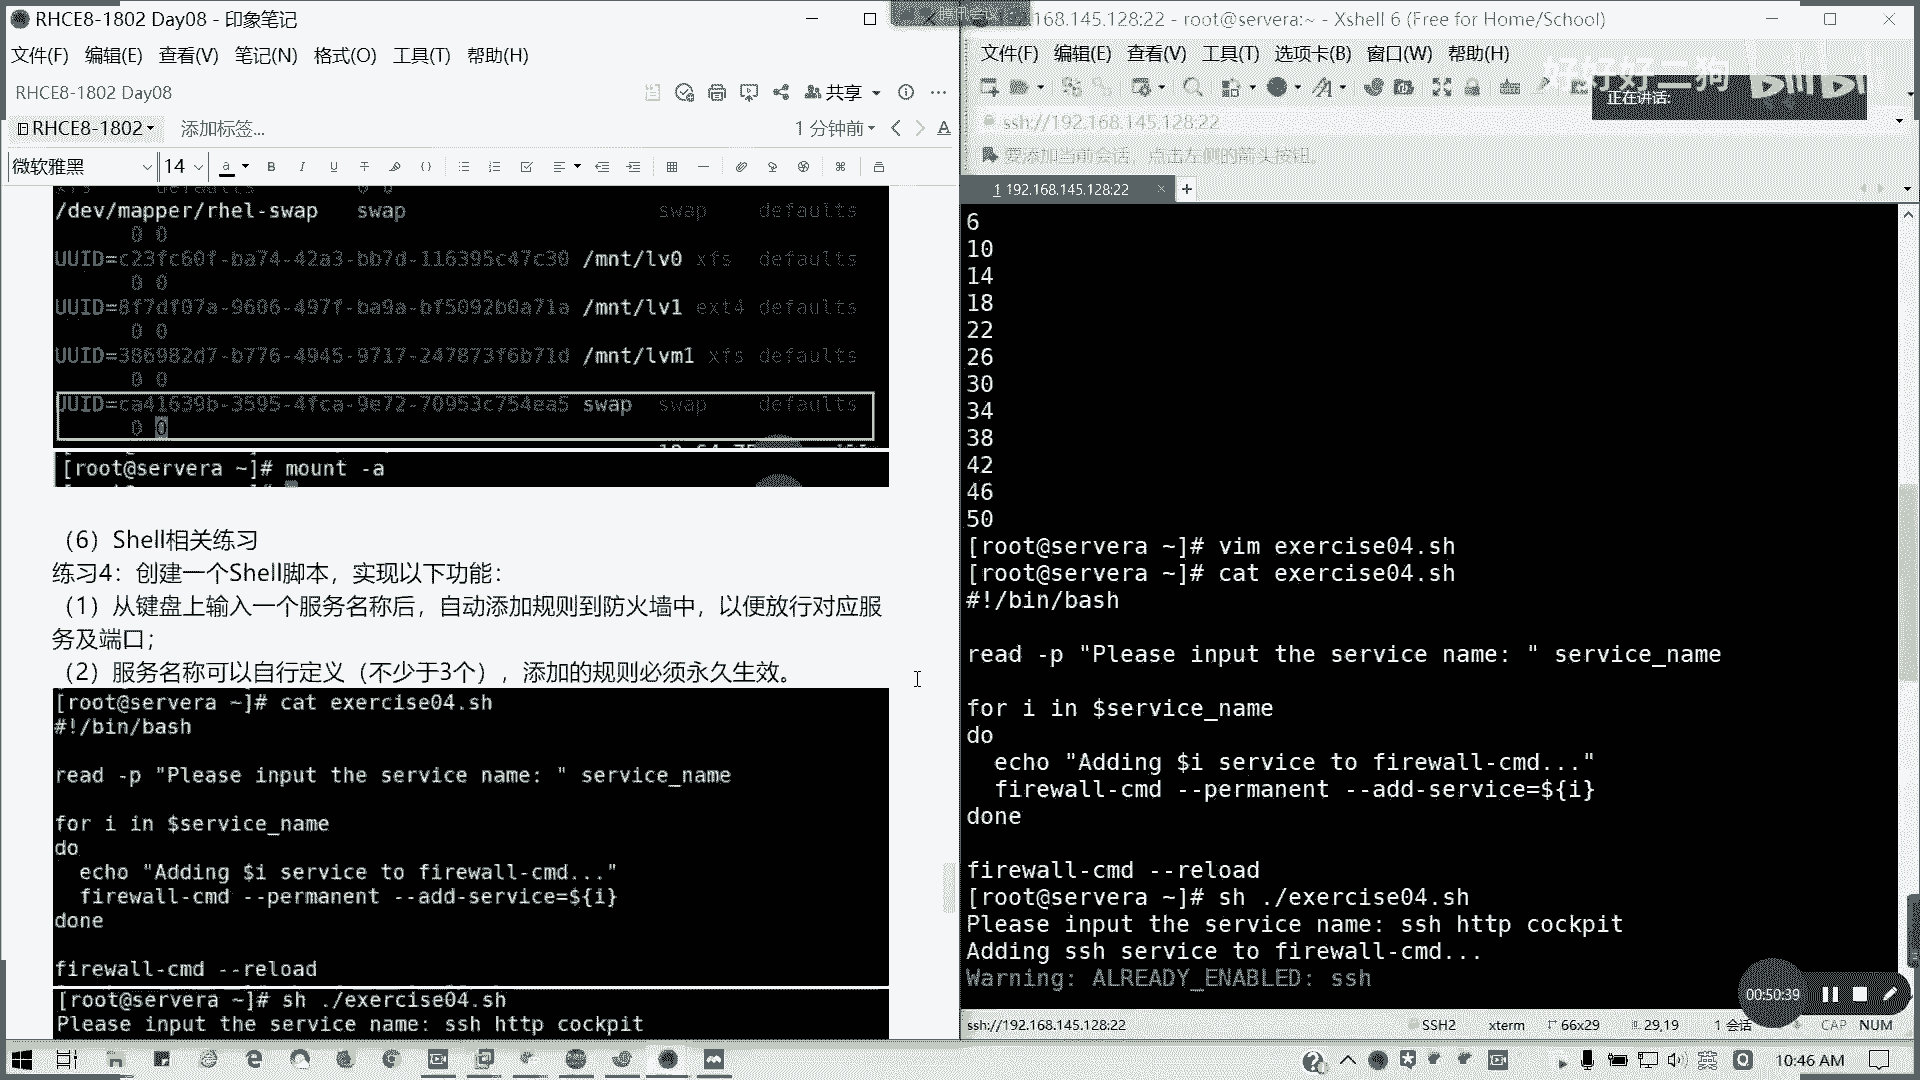 RHCE8-1802 Day08 - 印象笔记
文件(F) 编辑(E) 查看(V) 笔记(N) 格式(O) 工具(T) 帮助(H)
RHCE8-1802 Day08
共享
RHCE8-1802
添加标签...
1 分钟前
微软雅黑 14
xfs defaults 0 0
/dev/mapper/rhel-swap swap swap defaults
0 0
UUID=c23fc60f-ba74-42a3-bb7d-116395c47c30 /mnt/lv0 xfs defaults
0 0
UUID=8f7df07a-9606-497f-ba9a-bf5092b0a71a /mnt/lv1 ext4 defaults
0 0
UUID=386982d7-b776-4945-9717-247873f6b71d /mnt/lvm1 xfs defaults
0 0
UUID=ca41639b-3595-4fca-9e72-70953c754ea5 swap swap defaults
0 0
[root@servera ~]# mount -a
（6）Shell相关练习
练习4：创建一个Shell脚本，实现以下功能：
（1）从键盘上输入一个服务名称后，自动添加规则到防火墙中，以便放行对应服
务及端口；
（2）服务名称可以自行定义（不少于3个），添加的规则必须永久生效。
[root@servera ~]# cat exercise04.sh
#!/bin/bash
read -p "Please input the service name: " service_name
for i in $service_name
do
echo "Adding $i service to firewall-cmd..."
firewall-cmd --permanent --add-service=${i}
done
firewall-cmd --reload
[root@servera ~]# sh ./exercise04.sh
Please input the service name: ssh http cockpit
.168.145.128:22 - root@servera:~ - Xshell 6 (Free for Home/School)
文件(F) 编辑(E) 查看(V) 工具(T) 选项卡(B) 窗口(W) 帮助(H)
好好好二狗
正在讲话:
ssh://192.168.145.128:22
要添加当前会话，点击左侧的箭头按钮。
1 192.168.145.128:22
6
10
14
18
22
26
30
34
38
42
46
50
[root@servera ~]# vim exercise04.sh
[root@servera ~]# cat exercise04.sh
#!/bin/bash
read -p "Please input the service name: " service_name
for i in $service_name
do
echo "Adding $i service to firewall-cmd..."
firewall-cmd --permanent --add-service=${i}
done
firewall-cmd --reload
[root@servera ~]# sh ./exercise04.sh
Please input the service name: ssh http cockpit
Adding ssh service to firewall-cmd...
Warning: ALREADY_ENABLED: ssh
00:50:39
ssh://192.168.145.128:22 SSH2 xterm 66x29 29,19 1 会话 CAP NUM
英
10:46 AM